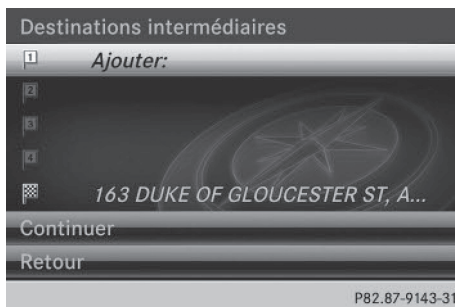 Destinations intermédiaires
1 Ajouter:
2
3
4
163 DUKE OF GLOUCESTER ST, A...
Continuer
Retour
P82.87-9143-31